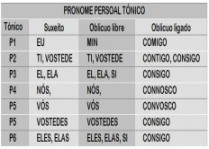 PRONOME PERSOAL TÓNICO
Tónico Suxeito Oblicuo libre Oblicuo ligado
P1 EU MIN COMIGO
P2 TI, VOSTEDE TI, VOSTEDE CONTIGO, CONSIGO
P3 EL, ELA EL, ELA, SI CONSIGO
P4 NÓS, NÓS, CONNOSCO
P5 VÓS VÓS CONVOSCO
P5 VOSTEDES VOSTEDES CONSIGO
P6 ELES, ELAS ELES, ELAS, SI CONSIGO